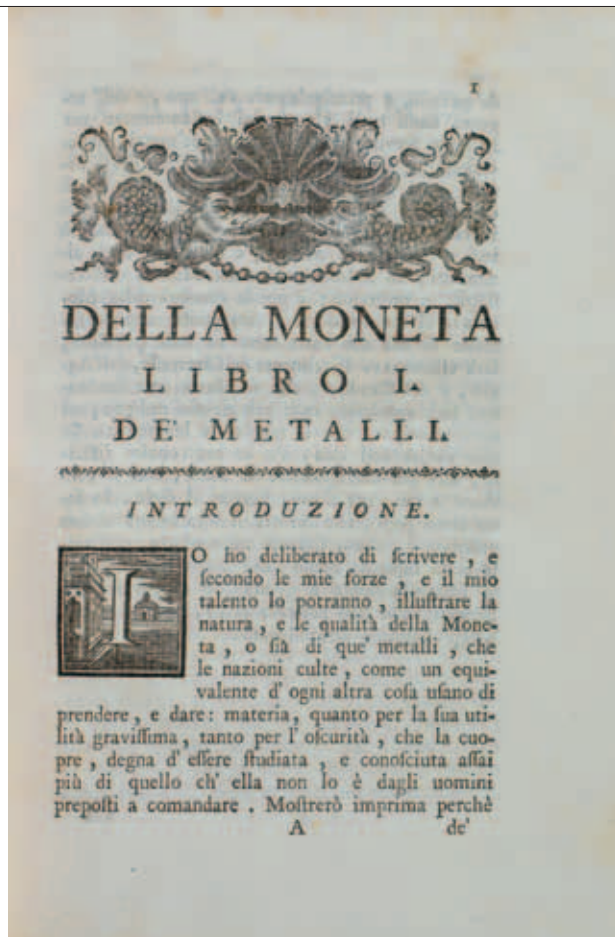 1
DELLA MONETA
LIBRO I.
DE' METALLI.
INTRODUZIONE.
IO ho deliberato di ſcrivere , e
ſecondo le mie forze , e il mio
talento lo potranno , illuſtrare la
natura , e le qualità della Mone-
ta , o ſià di que' metalli , che
le nazioni culte , come un equi-
valente d' ogni altra coſa uſano di
prendere , e dare : materia, quanto per la ſua uti-
lità graviſſima, tanto per l' oſcurità , che la cuo-
pre , degna d' eſſere ſtudiata , e conoſciuta aſſai
più di quello ch' ella non lo è dagli uomini
prepoſti a comandare . Moſtrerò imprima perchè
A de'